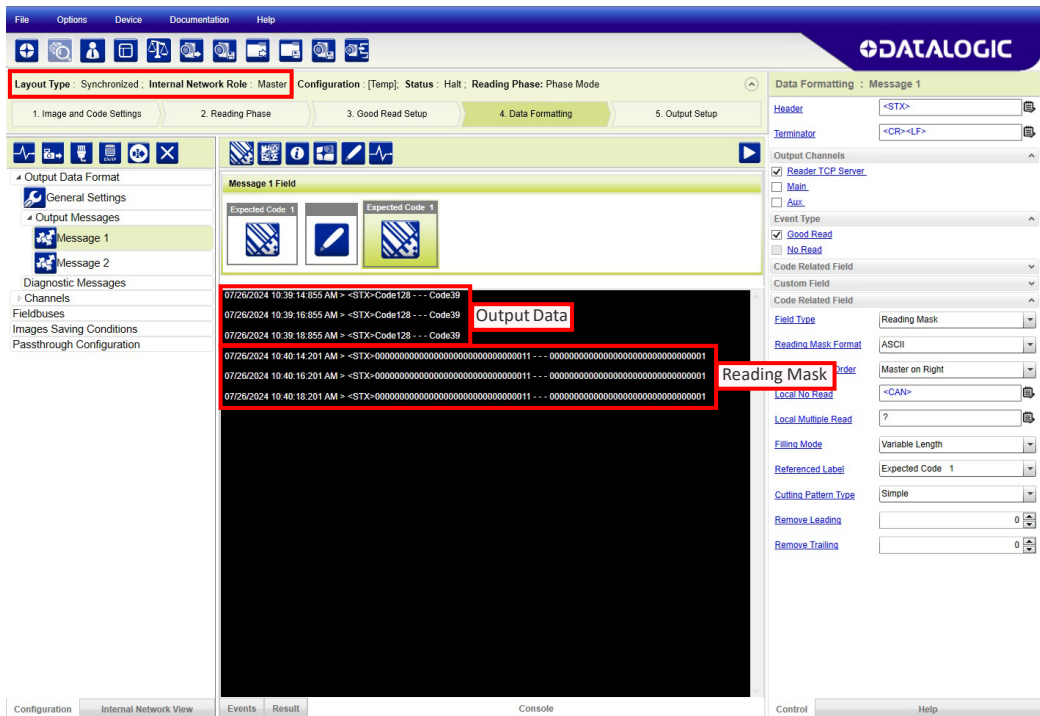 File Options Device Documentation Help
DATALOGIC
Layout Type : Synchronized ; Internal Network Role : Master Configuration : [Temp]; Status : Halt ; Reading Phase: Phase Mode
1. Image and Code Settings 2. Reading Phase 3. Good Read Setup 4. Data Formatting 5. Output Setup
Output Data Format
General Settings
Output Messages
Message 1
Message 2
Diagnostic Messages
Channels
Fieldbuses
Images Saving Conditions
Passthrough Configuration
Configuration Internal Network View
Message 1 Field
Expected Code 1 Expected Code 1
07/26/2024 10:39:14:855 AM > <STX>Code128 - - - Code39
07/26/2024 10:39:16:855 AM > <STX>Code128 - - - Code39
07/26/2024 10:39:18:855 AM > <STX>Code128 - - - Code39
Output Data
07/26/2024 10:40:14:201 AM > <STX>00000000000000000000000000000011 - - - 00000000000000000000000000000001
07/26/2024 10:40:16:201 AM > <STX>00000000000000000000000000000011 - - - 00000000000000000000000000000001
07/26/2024 10:40:18:201 AM > <STX>00000000000000000000000000000011 - - - 00000000000000000000000000000001
Reading Mask
Events Result Console
Data Formatting : Message 1
Header <STX>
Terminator <CR><LF>
Output Channels
Reader TCP Server
Main
Aux
Event Type
Good Read
No Read
Code Related Field
Custom Field
Code Related Field
Field Type Reading Mask
Reading Mask Format ASCII
Order Master on Right
Local No Read <CAN>
Local Multiple Read ?
Filling Mode Variable Length
Referenced Label Expected Code 1
Cutting Pattern Type Simple
Remove Leading 0
Remove Trailing 0
Control Help